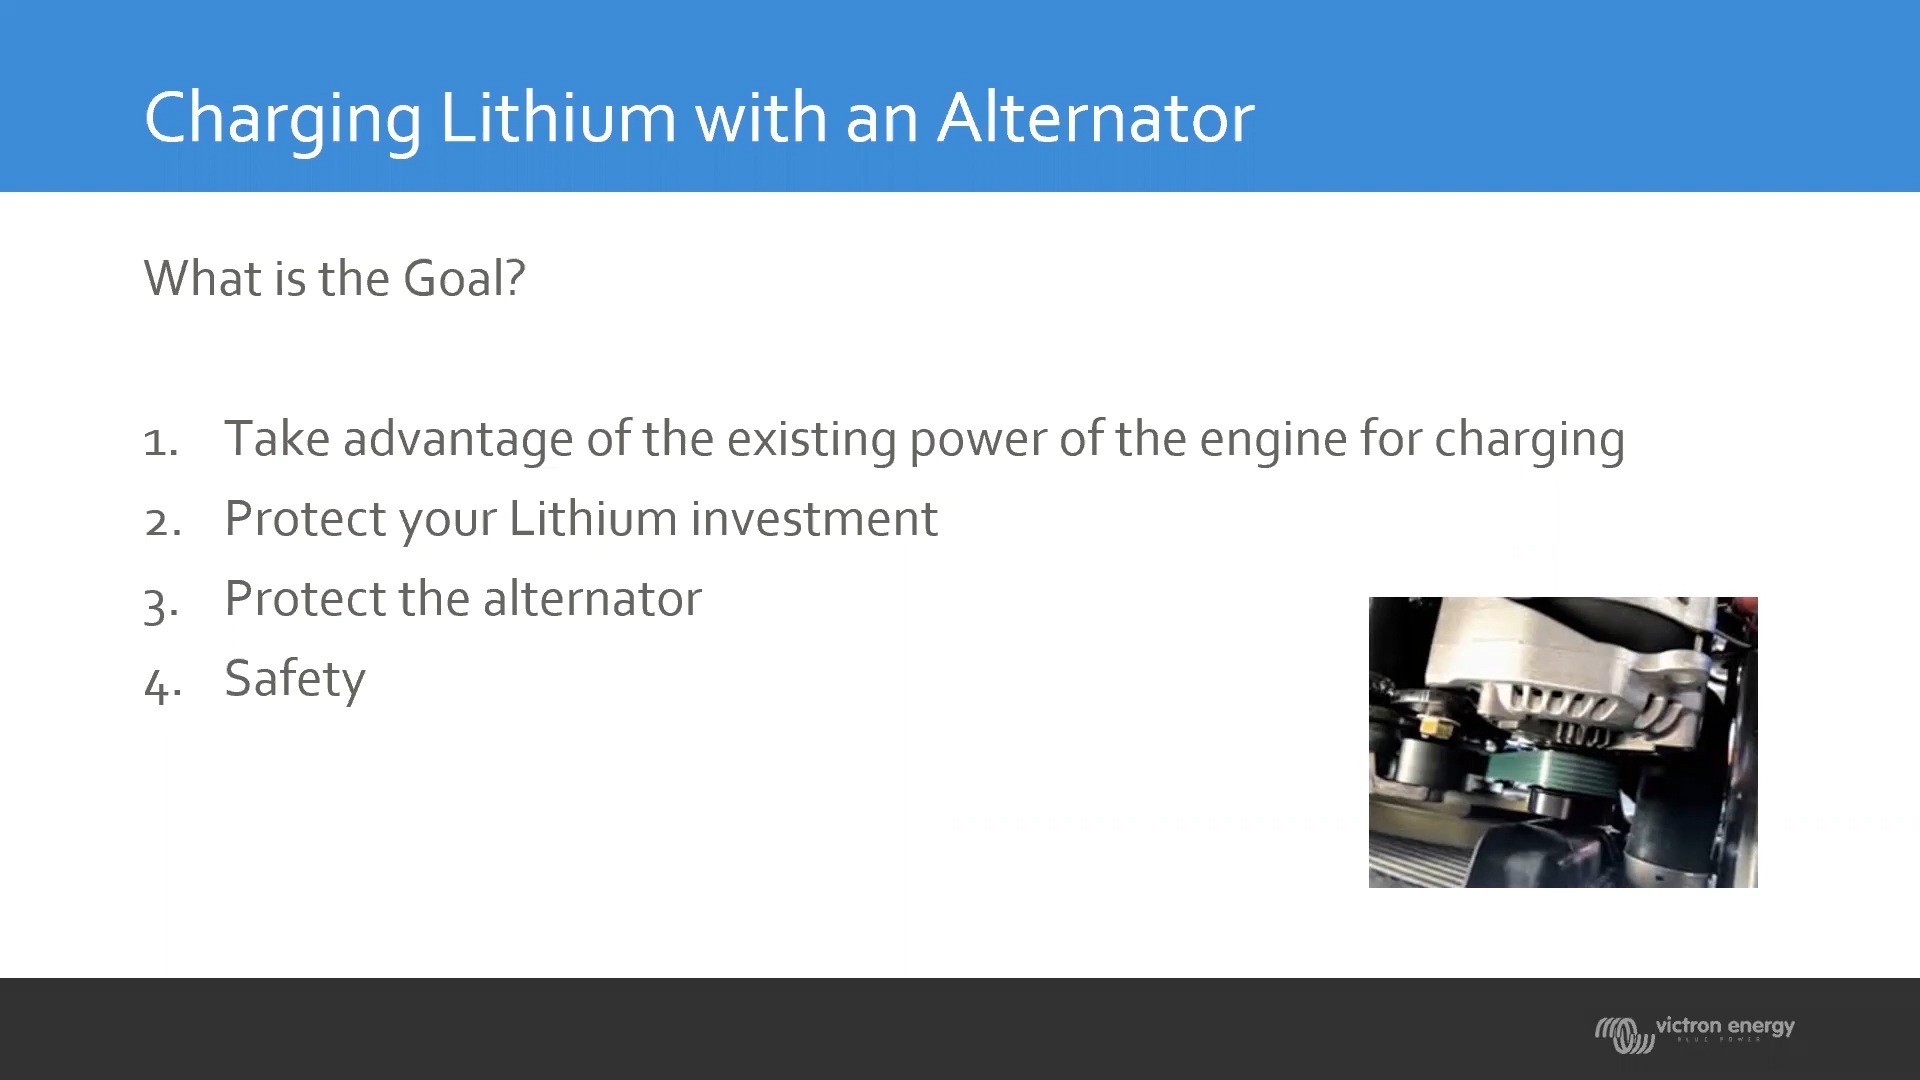 Charging Lithium with an Alternator
What is the Goal?
1. Take advantage of the existing power of the engine for charging
2. Protect your Lithium investment
3. Protect the alternator
4. Safety
victron energy
BLUE POWER